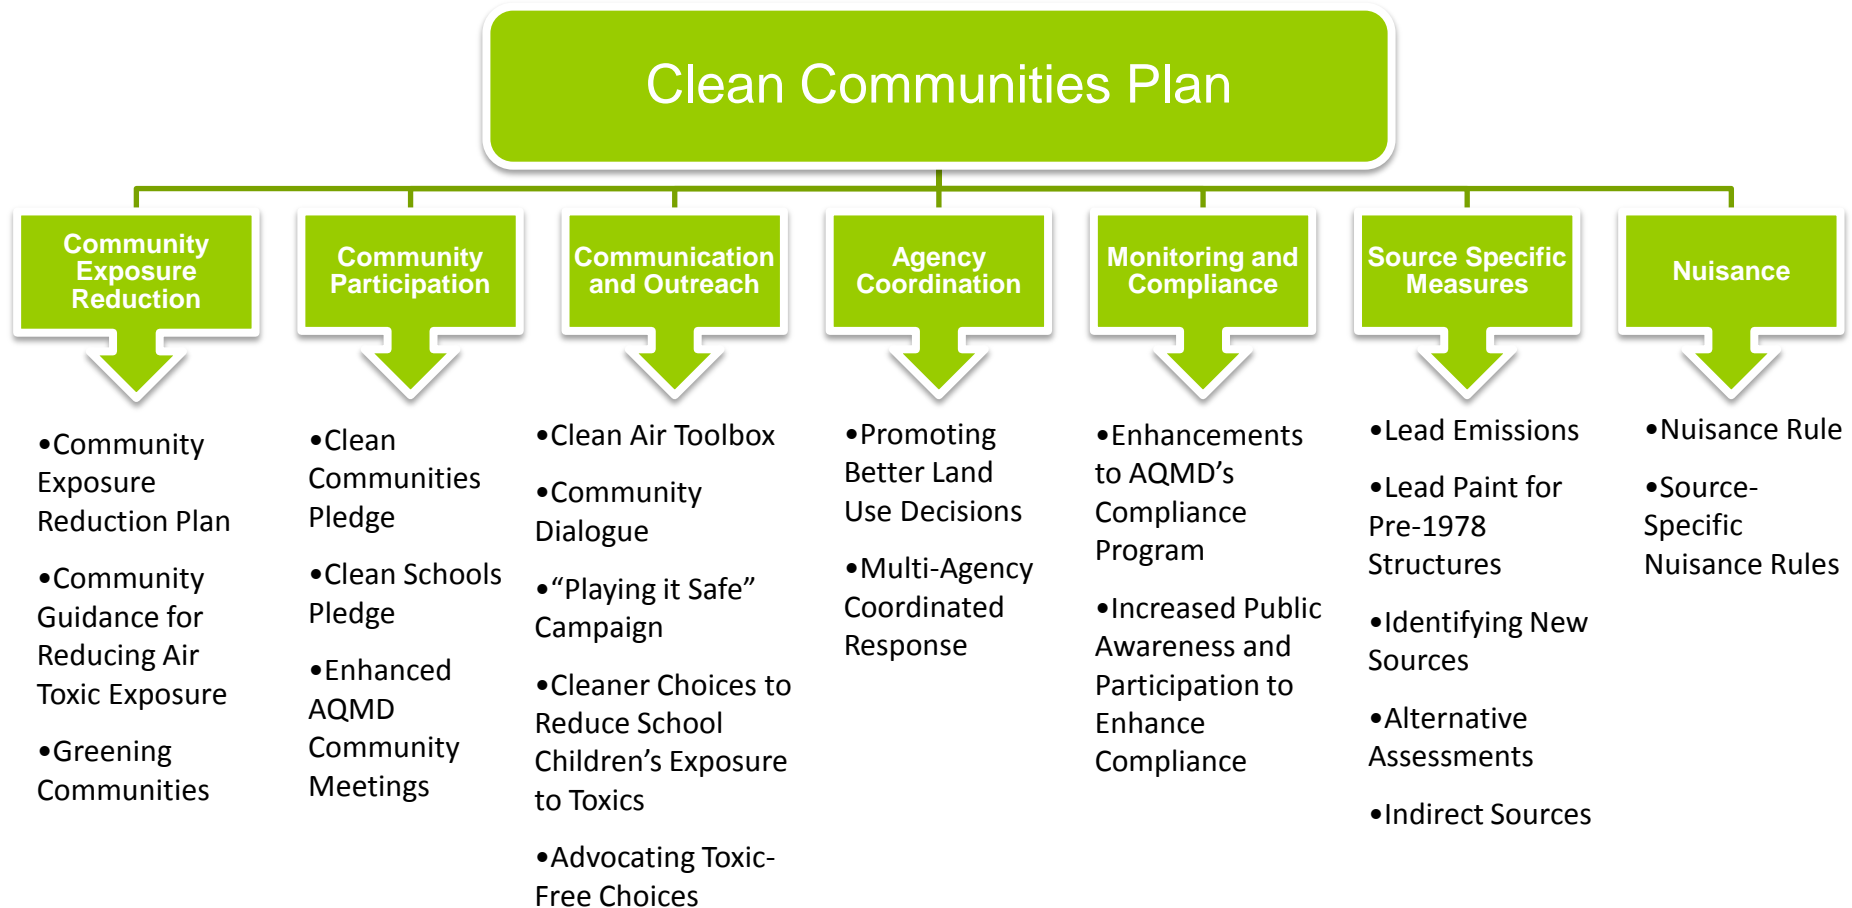 Clean Communities Plan
Community
Exposure
Reduction
•Community
Exposure
Reduction Plan
•Community
Guidance for
Reducing Air
Toxic Exposure
•Greening
Communities
Community
Participation
•Clean
Communities
Pledge
•Clean Schools
Pledge
•Enhanced
AQMD
Community
Meetings
Communication
and Outreach
•Clean Air Toolbox
•Community
Dialogue
•“Playing it Safe”
Campaign
•Cleaner Choices to
Reduce School
Children’s Exposure
to Toxics
•Advocating Toxic-
Free Choices
Agency
Coordination
•Promoting
Better Land
Use Decisions
•Multi-Agency
Coordinated
Response
Monitoring and
Compliance
•Enhancements
to AQMD’s
Compliance
Program
•Increased Public
Awareness and
Participation to
Enhance
Compliance
Source Specific
Measures
•Lead Emissions
•Lead Paint for
Pre-1978
Structures
•Identifying New
Sources
•Alternative
Assessments
•Indirect Sources
Nuisance
•Nuisance Rule
•Source-
Specific
Nuisance Rules